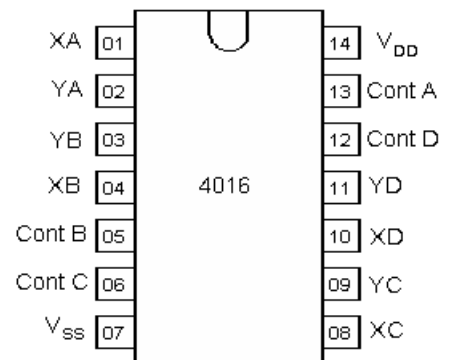 XA 01 14 VDD
YA 02 13 Cont A
YB 03 12 Cont D
XB 04 4016 11 YD
Cont B 05 10 XD
Cont C 06 09 YC
VSS 07 08 XC